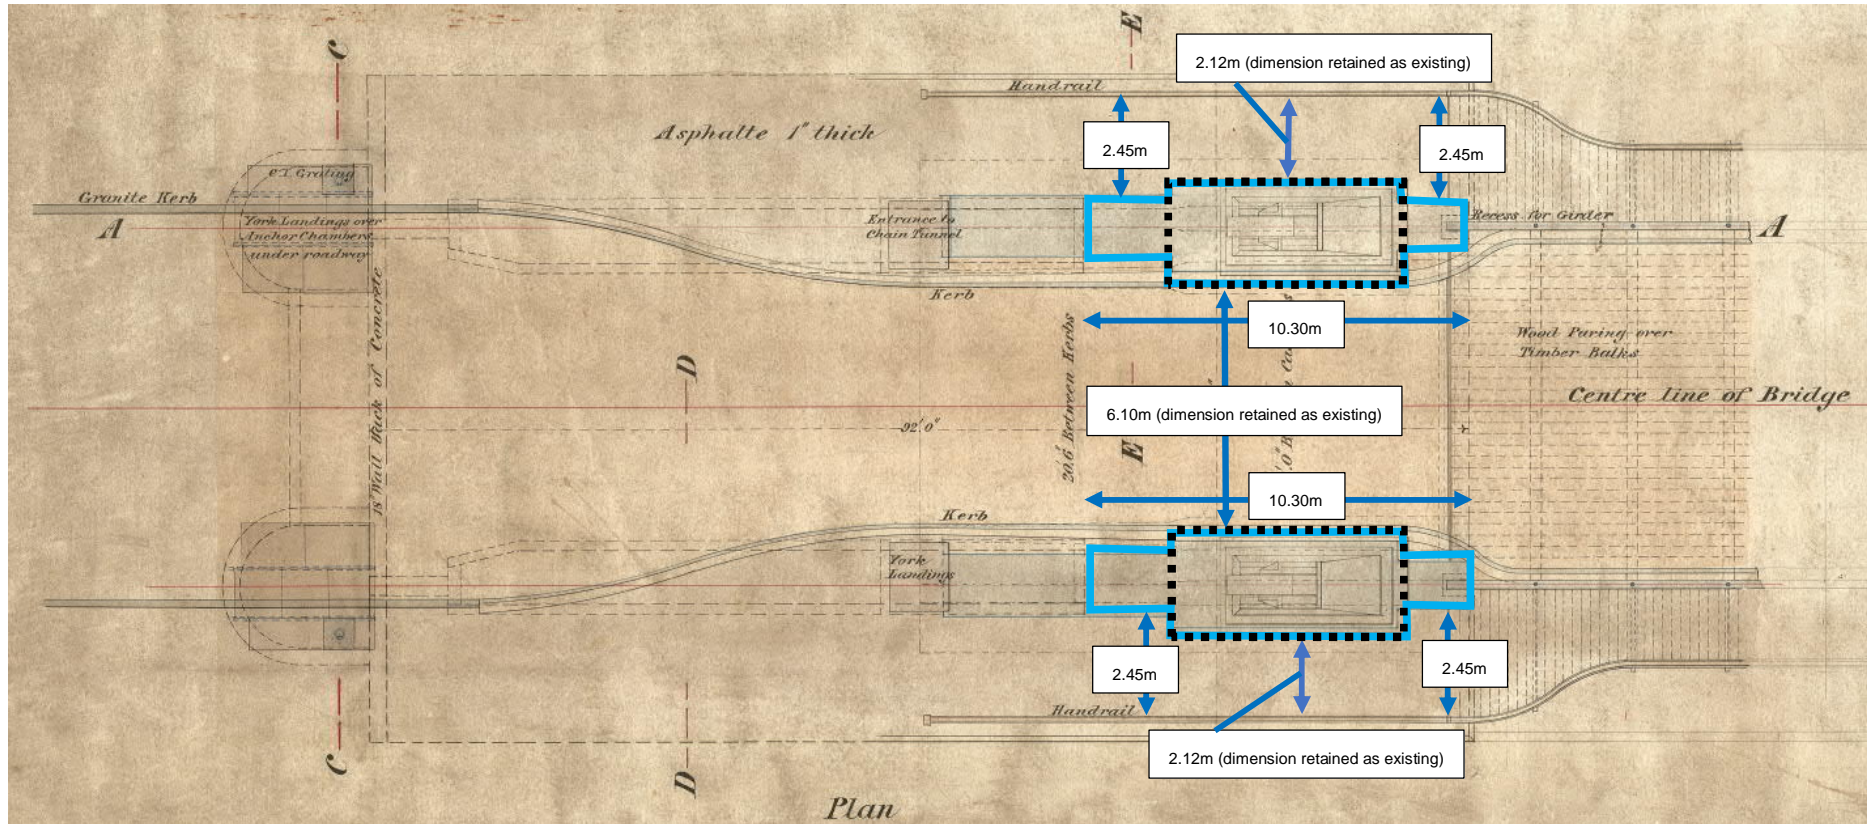 C
E
2.12m (dimension retained as existing)
Handrail
Asphalte 1" thick
2.45m
2.45m
C.I. Grating
Granite Kerb
A
York Landings over
Anchor Chambers
under roadway
Entrance to
Chain Tunnel
Recess for Girder
A
Kerb
18" Wall Back of Concrete
10.30m
Wood Paving over
Timber Balks
D
20'.6" Between Kerbs
6.10m (dimension retained as existing)
Centre line of Bridge
92'.0"
E
10.30m
Kerb
York
Landings
2.45m
2.45m
Handrail
2.12m (dimension retained as existing)
C
D
Plan